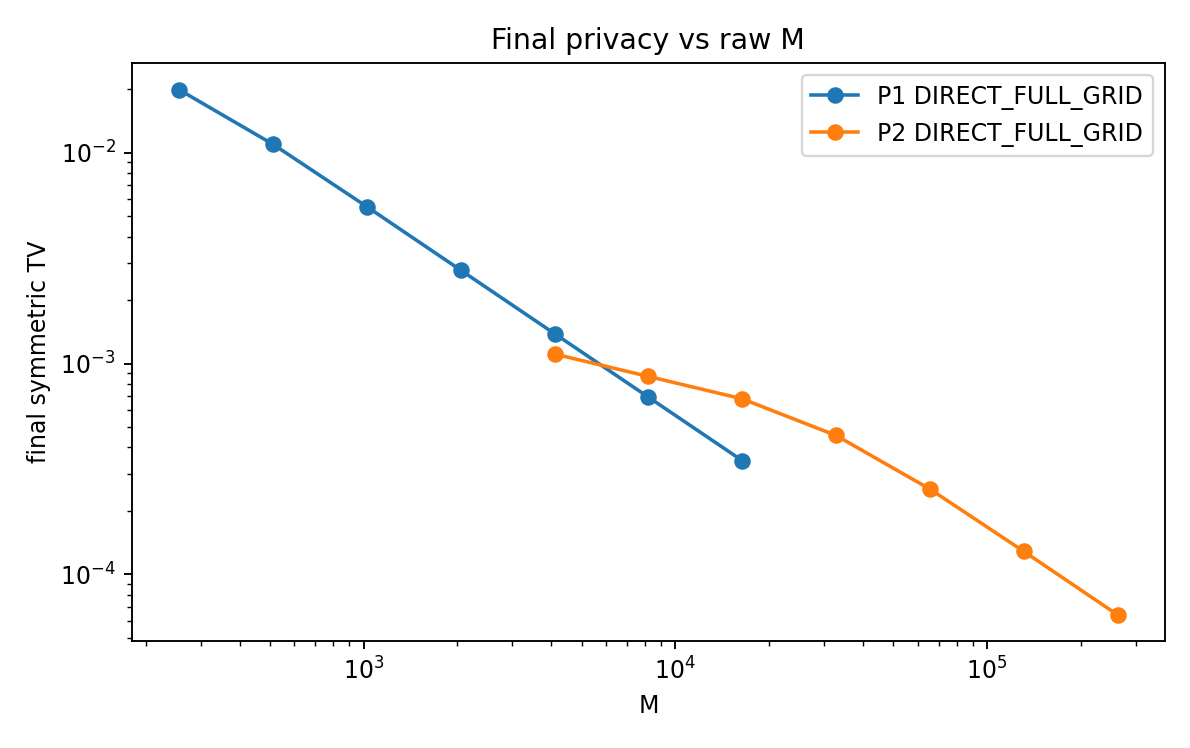 Final privacy vs raw M
P1 DIRECT_FULL_GRID
P2 DIRECT_FULL_GRID
final symmetric TV
10⁻²
10⁻³
10⁻⁴
10³
10⁴
10⁵
M